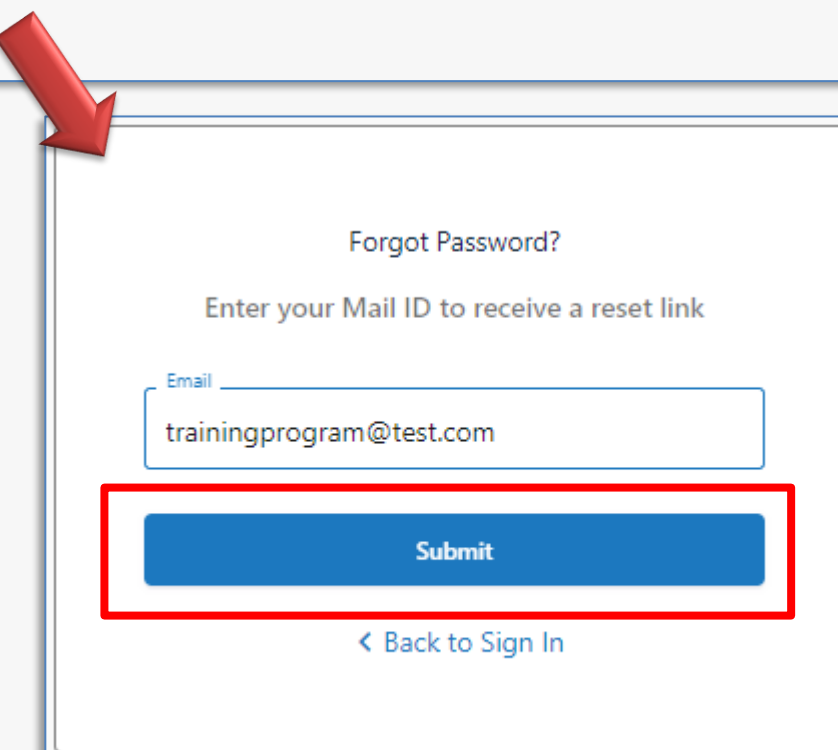 Forgot Password?
Enter your Mail ID to receive a reset link
Email
trainingprogram@test.com
Submit
Back to Sign In